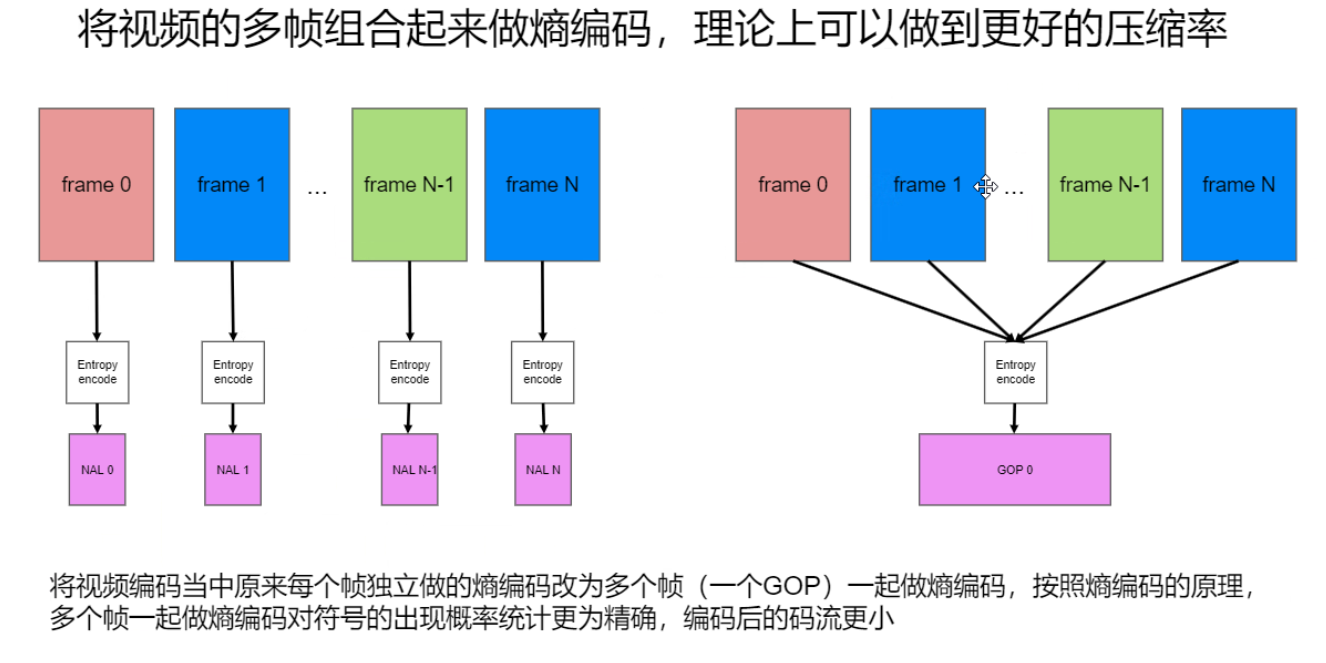 将视频的多帧组合起来做熵编码，理论上可以做到更好的压缩率
frame 0
frame 1
...
frame N-1
frame N
frame 0
frame 1
...
frame N-1
frame N
Entropy
encode
Entropy
encode
Entropy
encode
Entropy
encode
Entropy
encode
NAL 0
NAL 1
NAL N-1
NAL N
GOP 0
将视频编码当中原来每个帧独立做的熵编码改为多个帧（一个GOP）一起做熵编码，按照熵编码的原理，
多个帧一起做熵编码对符号的出现概率统计更为精确，编码后的码流更小